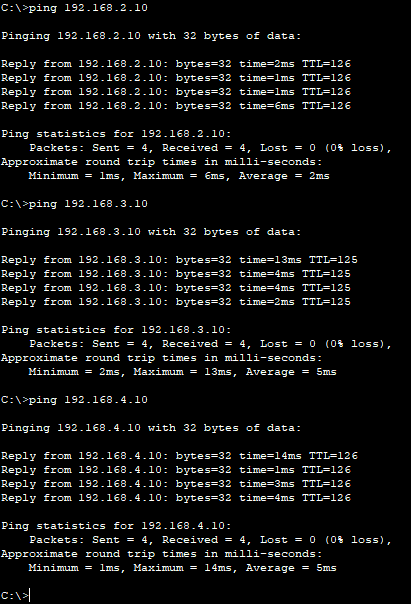 C:\>ping 192.168.2.10
Pinging 192.168.2.10 with 32 bytes of data:
Reply from 192.168.2.10: bytes=32 time=2ms TTL=126
Reply from 192.168.2.10: bytes=32 time=1ms TTL=126
Reply from 192.168.2.10: bytes=32 time=1ms TTL=126
Reply from 192.168.2.10: bytes=32 time=6ms TTL=126
Ping statistics for 192.168.2.10:
    Packets: Sent = 4, Received = 4, Lost = 0 (0% loss),
Approximate round trip times in milli-seconds:
    Minimum = 1ms, Maximum = 6ms, Average = 2ms
C:\>ping 192.168.3.10
Pinging 192.168.3.10 with 32 bytes of data:
Reply from 192.168.3.10: bytes=32 time=13ms TTL=125
Reply from 192.168.3.10: bytes=32 time=4ms TTL=125
Reply from 192.168.3.10: bytes=32 time=4ms TTL=125
Reply from 192.168.3.10: bytes=32 time=2ms TTL=125
Ping statistics for 192.168.3.10:
    Packets: Sent = 4, Received = 4, Lost = 0 (0% loss),
Approximate round trip times in milli-seconds:
    Minimum = 2ms, Maximum = 13ms, Average = 5ms
C:\>ping 192.168.4.10
Pinging 192.168.4.10 with 32 bytes of data:
Reply from 192.168.4.10: bytes=32 time=14ms TTL=126
Reply from 192.168.4.10: bytes=32 time=1ms TTL=126
Reply from 192.168.4.10: bytes=32 time=3ms TTL=126
Reply from 192.168.4.10: bytes=32 time=4ms TTL=126
Ping statistics for 192.168.4.10:
    Packets: Sent = 4, Received = 4, Lost = 0 (0% loss),
Approximate round trip times in milli-seconds:
    Minimum = 1ms, Maximum = 14ms, Average = 5ms
C:\>